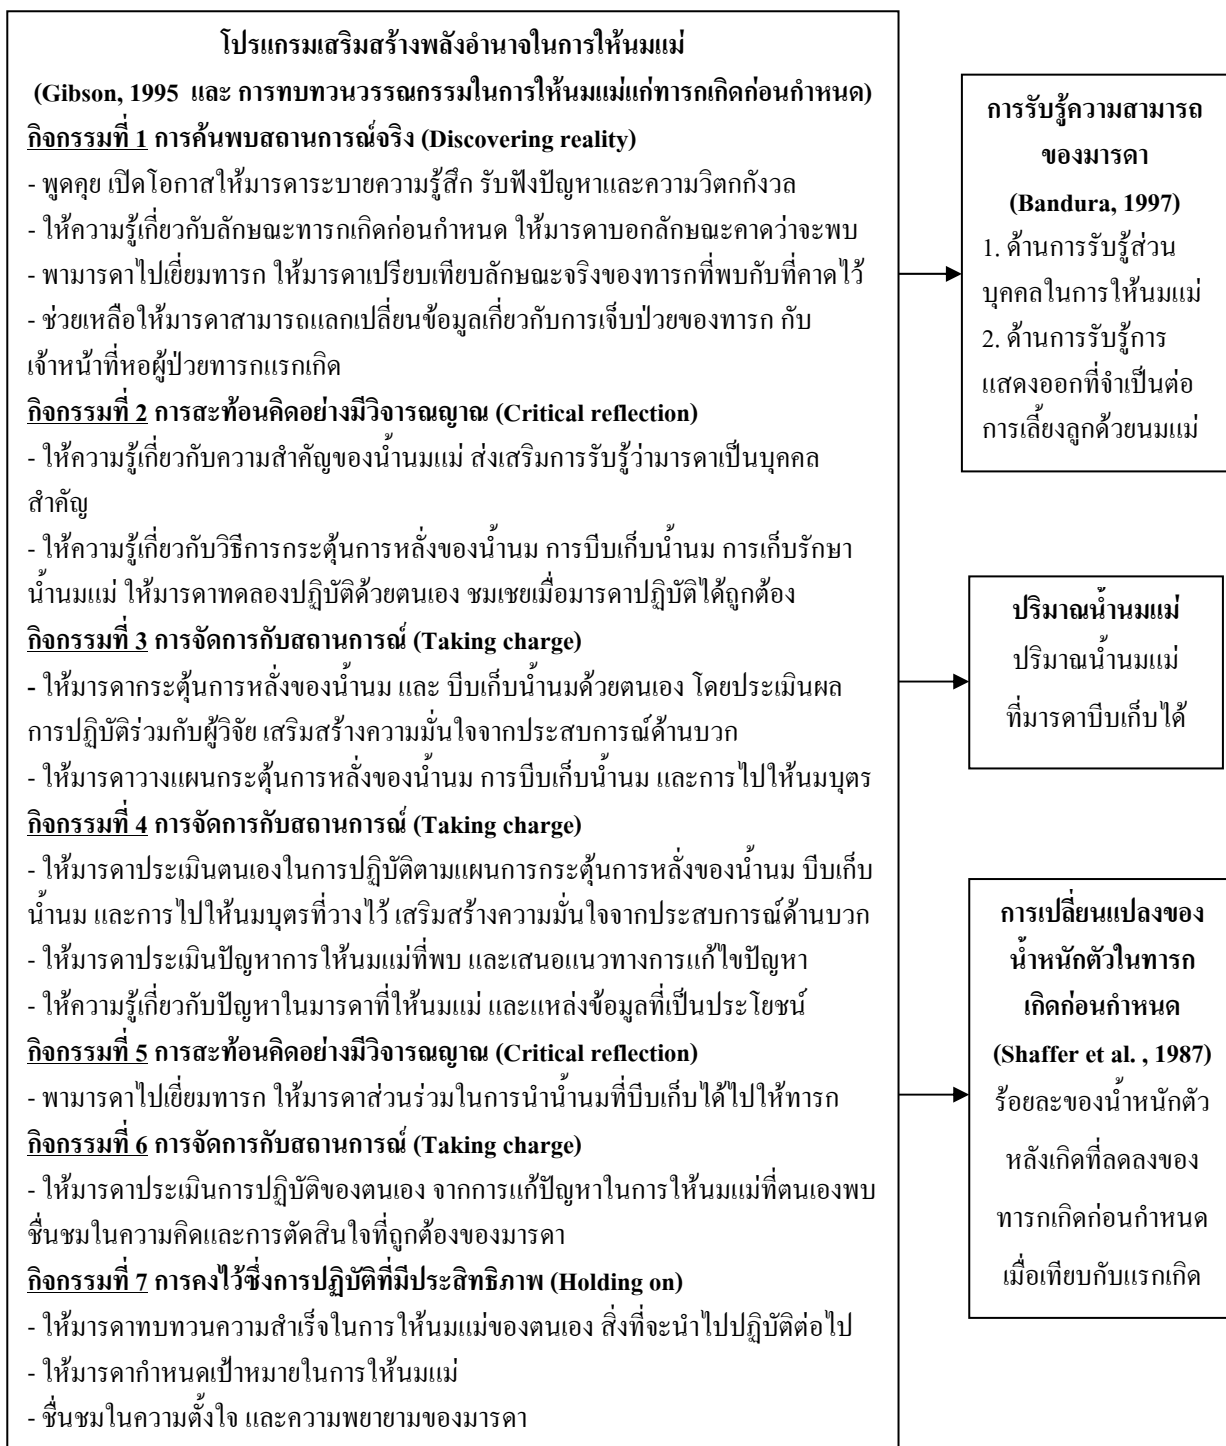 โปรแกรมเสริมสร้างพลังอำนาจในการให้นมแม่
(Gibson, 1995 และ การทบทวนวรรณกรรมในการให้นมแม่แก่ทารกเกิดก่อนกำหนด)
กิจกรรมที่ 1 การค้นพบสถานการณ์จริง (Discovering reality)
- พูดคุย เปิดโอกาสให้มารดาระบายความรู้สึก รับฟังปัญหาและความวิตกกังวล
- ให้ความรู้เกี่ยวกับลักษณะทารกเกิดก่อนกำหนด ให้มารดาบอกลักษณะคาดว่าจะพบ
- พามารดาไปเยี่ยมทารก ให้มารดาเปรียบเทียบลักษณะจริงของทารกที่พบกับที่คาดไว้
- ช่วยเหลือให้มารดาสามารถแลกเปลี่ยนข้อมูลเกี่ยวกับการเจ็บป่วยของทารก กับ
เจ้าหน้าที่หอผู้ป่วยทารกแรกเกิด
กิจกรรมที่ 2 การสะท้อนคิดอย่างมีวิจารณญาณ (Critical reflection)
- ให้ความรู้เกี่ยวกับความสำคัญของน้ำนมแม่ ส่งเสริมการรับรู้ว่ามารดาเป็นบุคคล
สำคัญ
- ให้ความรู้เกี่ยวกับวิธีการกระตุ้นการหลั่งของน้ำนม การบีบเก็บน้ำนม การเก็บรักษา
น้ำนมแม่ ให้มารดาทดลองปฏิบัติด้วยตนเอง ชมเชยเมื่อมารดาปฏิบัติได้ถูกต้อง
กิจกรรมที่ 3 การจัดการกับสถานการณ์ (Taking charge)
- ให้มารดากระตุ้นการหลั่งของน้ำนม และ บีบเก็บน้ำนมด้วยตนเอง โดยประเมินผล
การปฏิบัติร่วมกับผู้วิจัย เสริมสร้างความมั่นใจจากประสบการณ์ด้านบวก
- ให้มารดาวางแผนกระตุ้นการหลั่งของน้ำนม การบีบเก็บน้ำนม และการไปให้นมบุตร
กิจกรรมที่ 4 การจัดการกับสถานการณ์ (Taking charge)
- ให้มารดาประเมินตนเองในการปฏิบัติตามแผนการกระตุ้นการหลั่งของน้ำนม บีบเก็บ
น้ำนม และการไปให้นมบุตรที่วางไว้ เสริมสร้างความมั่นใจจากประสบการณ์ด้านบวก
- ให้มารดาประเมินปัญหาการให้นมแม่ที่พบ และเสนอแนวทางการแก้ไขปัญหา
- ให้ความรู้เกี่ยวกับปัญหาในมารดาที่ให้นมแม่ และแหล่งข้อมูลที่เป็นประโยชน์
กิจกรรมที่ 5 การสะท้อนคิดอย่างมีวิจารณญาณ (Critical reflection)
- พามารดาไปเยี่ยมทารก ให้มารดาส่วนร่วมในการนำน้ำนมที่บีบเก็บได้ไปให้ทารก
กิจกรรมที่ 6 การจัดการกับสถานการณ์ (Taking charge)
- ให้มารดาประเมินการปฏิบัติของตนเอง จากการแก้ปัญหาในการให้นมแม่ที่ตนเองพบ
ชื่นชมในความคิดและการตัดสินใจที่ถูกต้องของมารดา
กิจกรรมที่ 7 การคงไว้ซึ่งการปฏิบัติที่มีประสิทธิภาพ (Holding on)
- ให้มารดาทบทวนความสำเร็จในการให้นมแม่ของตนเอง สิ่งที่จะนำไปปฏิบัติต่อไป
- ให้มารดากำหนดเป้าหมายในการให้นมแม่
- ชื่นชมในความตั้งใจ และความพยายามของมารดา
การรับรู้ความสามารถ
ของมารดา
(Bandura, 1997)
1. ด้านการรับรู้ส่วน
บุคคลในการให้นมแม่
2. ด้านการรับรู้การ
แสดงออกที่จำเป็นต่อ
การเลี้ยงลูกด้วยนมแม่
ปริมาณน้ำนมแม่
ปริมาณน้ำนมแม่
ที่มารดาบีบเก็บได้
การเปลี่ยนแปลงของ
น้ำหนักตัวในทารก
เกิดก่อนกำหนด
(Shaffer et al. , 1987)
ร้อยละของน้ำหนักตัว
หลังเกิดที่ลดลงของ
ทารกเกิดก่อนกำหนด
เมื่อเทียบกับแรกเกิด